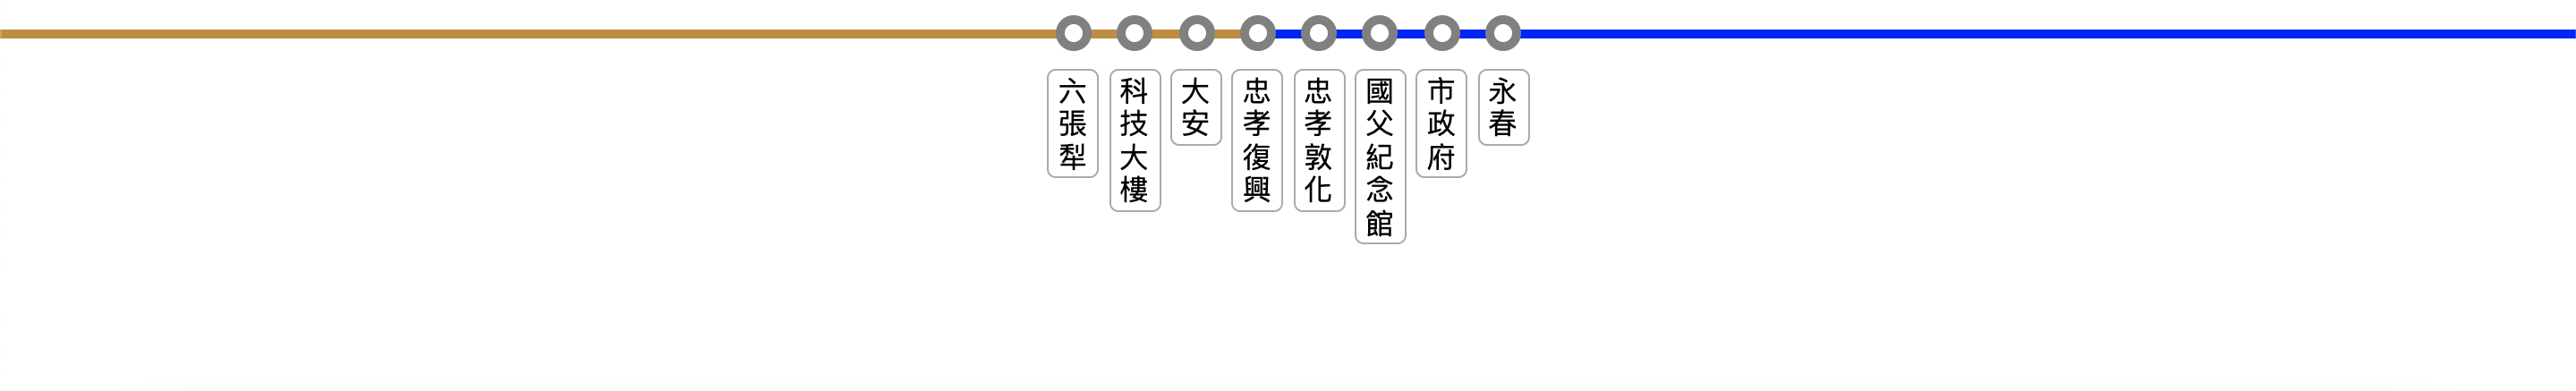 六張犁
科技大樓
大安
忠孝復興
忠孝敦化
國父紀念館
市政府
永春